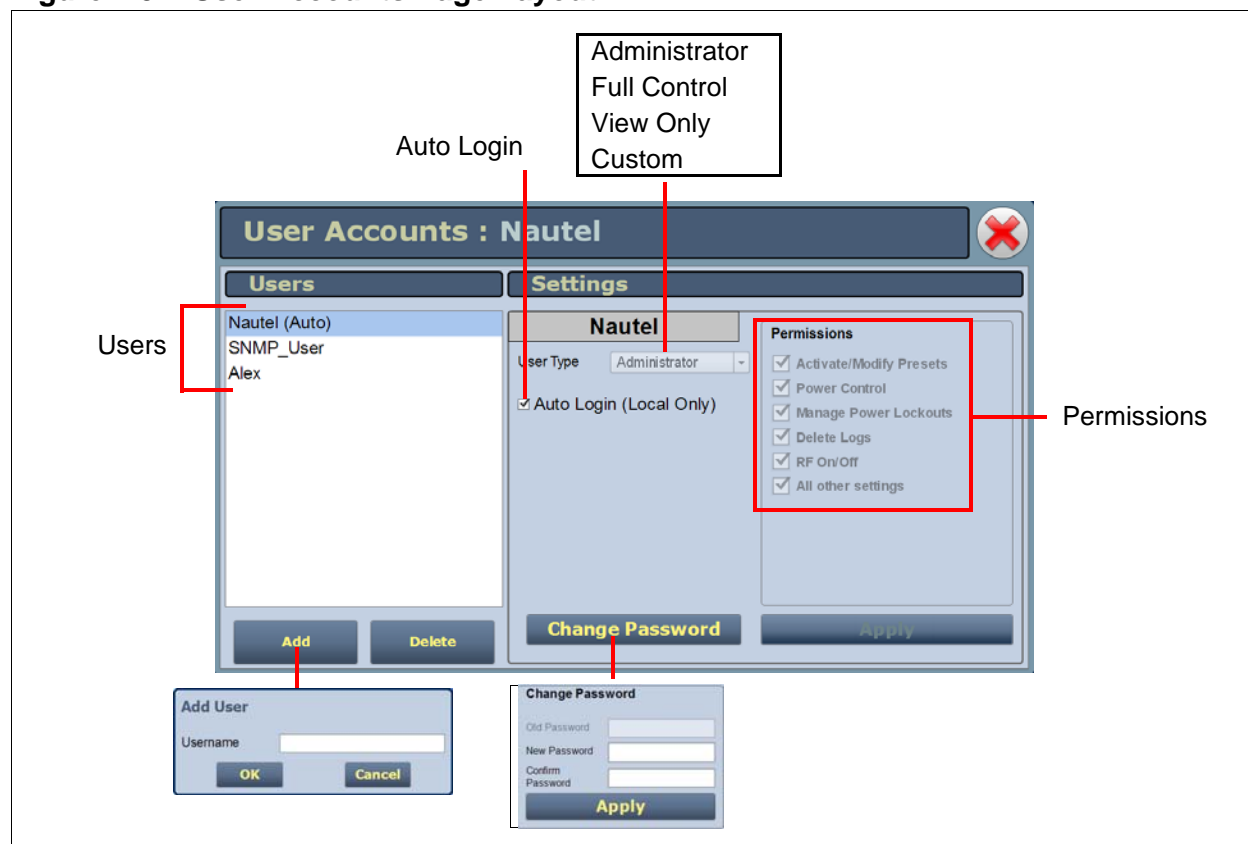 Administrator
Full Control
View Only
Custom
Auto Login
User Accounts : Nautel
Users
Settings
Users
Nautel (Auto)
SNMP_User
Alex
Nautel
User Type
Administrator
Auto Login (Local Only)
Permissions
Activate/Modify Presets
Power Control
Manage Power Lockouts
Delete Logs
RF On/Off
All other settings
Permissions
Add
Delete
Change Password
Apply
Add User
Username
OK
Cancel
Change Password
Old Password
New Password
Confirm
Password
Apply